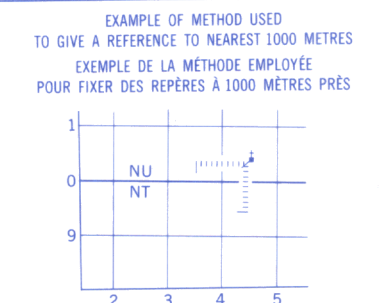 EXAMPLE OF METHOD USED
TO GIVE A REFERENCE TO NEAREST 1000 METRES
EXEMPLE DE LA MÉTHODE EMPLOYÉE
POUR FIXER DES REPÈRES À 1000 MÈTRES PRÈS
1
NU
0
NT
9
2 3 4 5